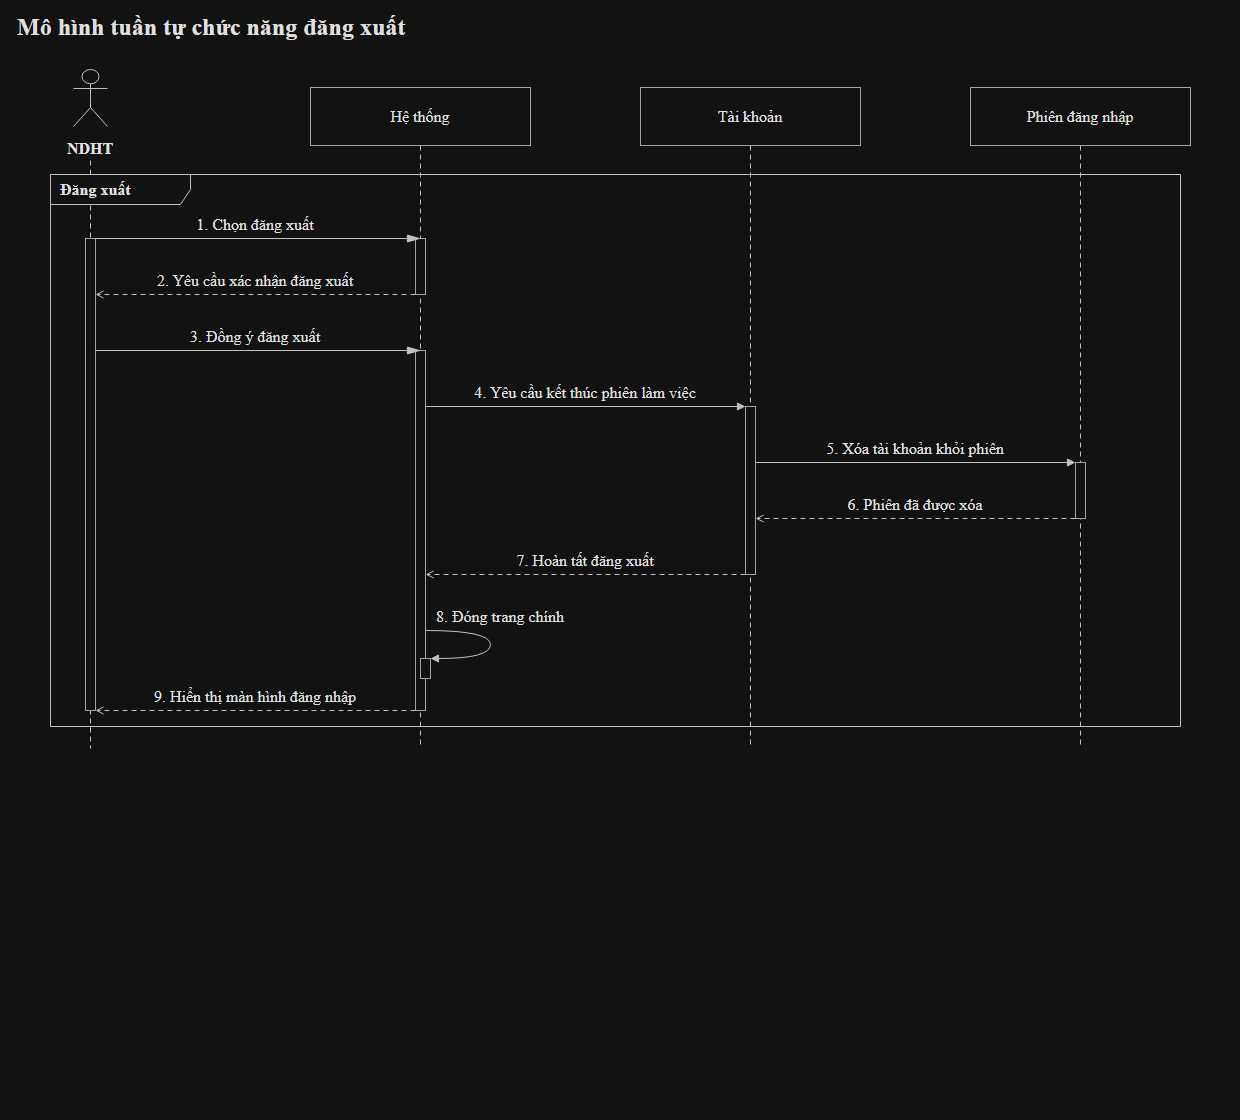 Mô hình tuần tự chức năng đăng xuất
NDHT
Hệ thống
Tài khoản
Phiên đăng nhập
Đăng xuất
1. Chọn đăng xuất
2. Yêu cầu xác nhận đăng xuất
3. Đồng ý đăng xuất
4. Yêu cầu kết thúc phiên làm việc
5. Xóa tài khoản khỏi phiên
6. Phiên đã được xóa
7. Hoàn tất đăng xuất
8. Đóng trang chính
9. Hiển thị màn hình đăng nhập